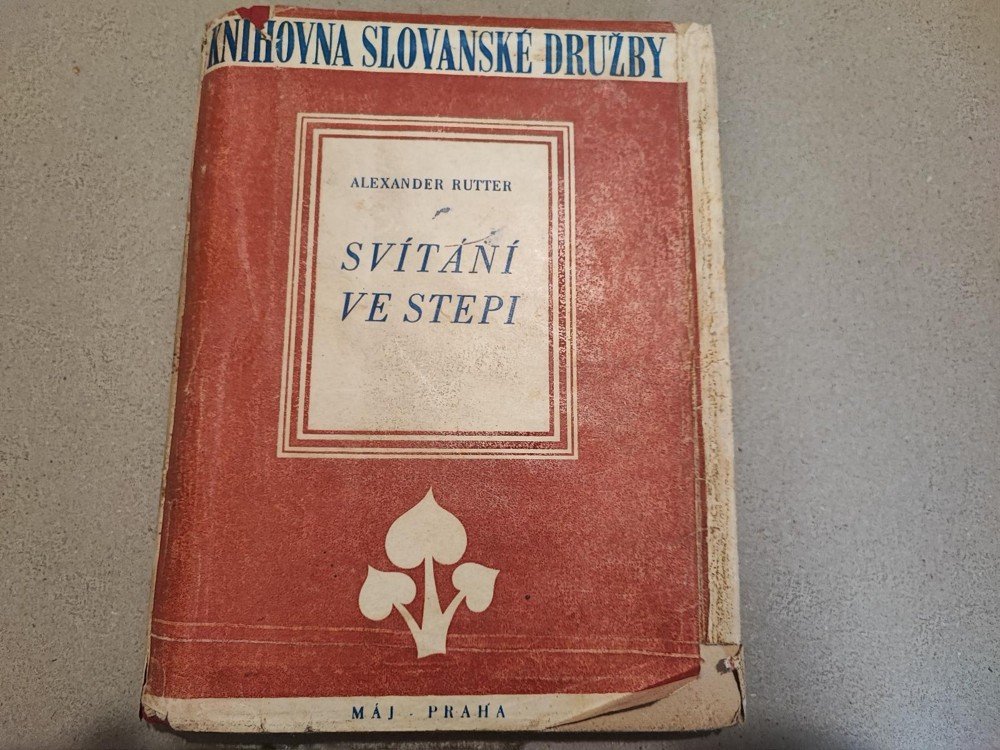 KNIHOVNA SLOVANSKÉ DRUŽBY
ALEXANDER RUTTER
SVÍTÁNÍ
VE STEPI
MÁJ - PRAHA